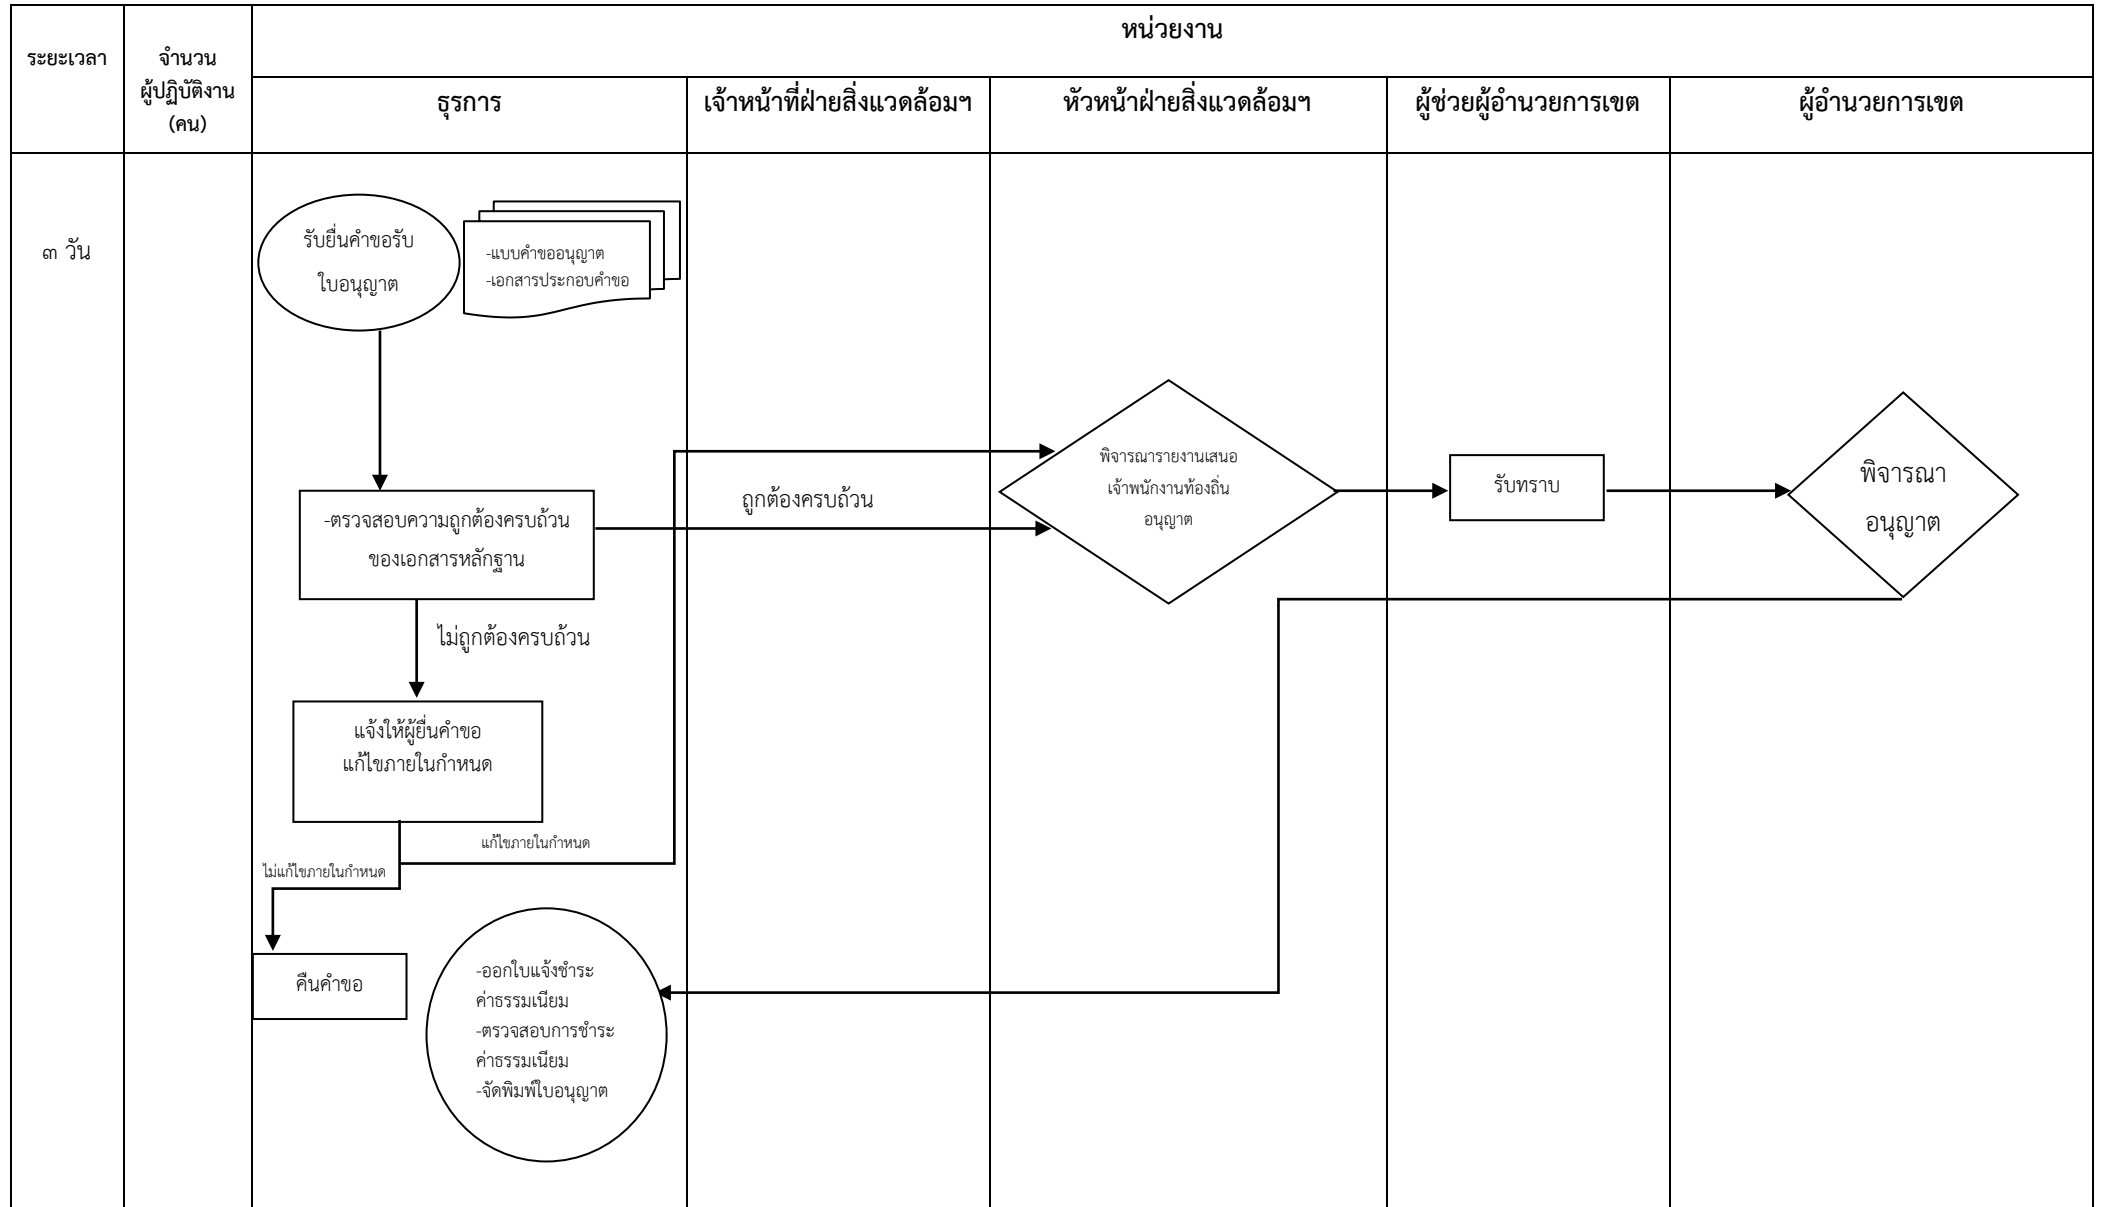 หน่วยงาน
ระยะเวลา
จำนวน
ผู้ปฏิบัติงาน
(คน)
ธุรการ
เจ้าหน้าที่ฝ่ายสิ่งแวดล้อมฯ
หัวหน้าฝ่ายสิ่งแวดล้อมฯ
ผู้ช่วยผู้อำนวยการเขต
ผู้อำนวยการเขต
๓ วัน
รับยื่นคำขอรับ
ใบอนุญาต
-แบบคำขออนุญาต
-เอกสารประกอบคำขอ
-ตรวจสอบความถูกต้องครบถ้วน
ของเอกสารหลักฐาน
ถูกต้องครบถ้วน
พิจารณารายงานเสนอ
เจ้าพนักงานท้องถิ่น
อนุญาต
รับทราบ
พิจารณา
อนุญาต
ไม่ถูกต้องครบถ้วน
แจ้งให้ผู้ยื่นคำขอ
แก้ไขภายในกำหนด
แก้ไขภายในกำหนด
ไม่แก้ไขภายในกำหนด
คืนคำขอ
-ออกใบแจ้งชำระ
ค่าธรรมเนียม
-ตรวจสอบการชำระ
ค่าธรรมเนียม
-จัดพิมพ์ใบอนุญาต